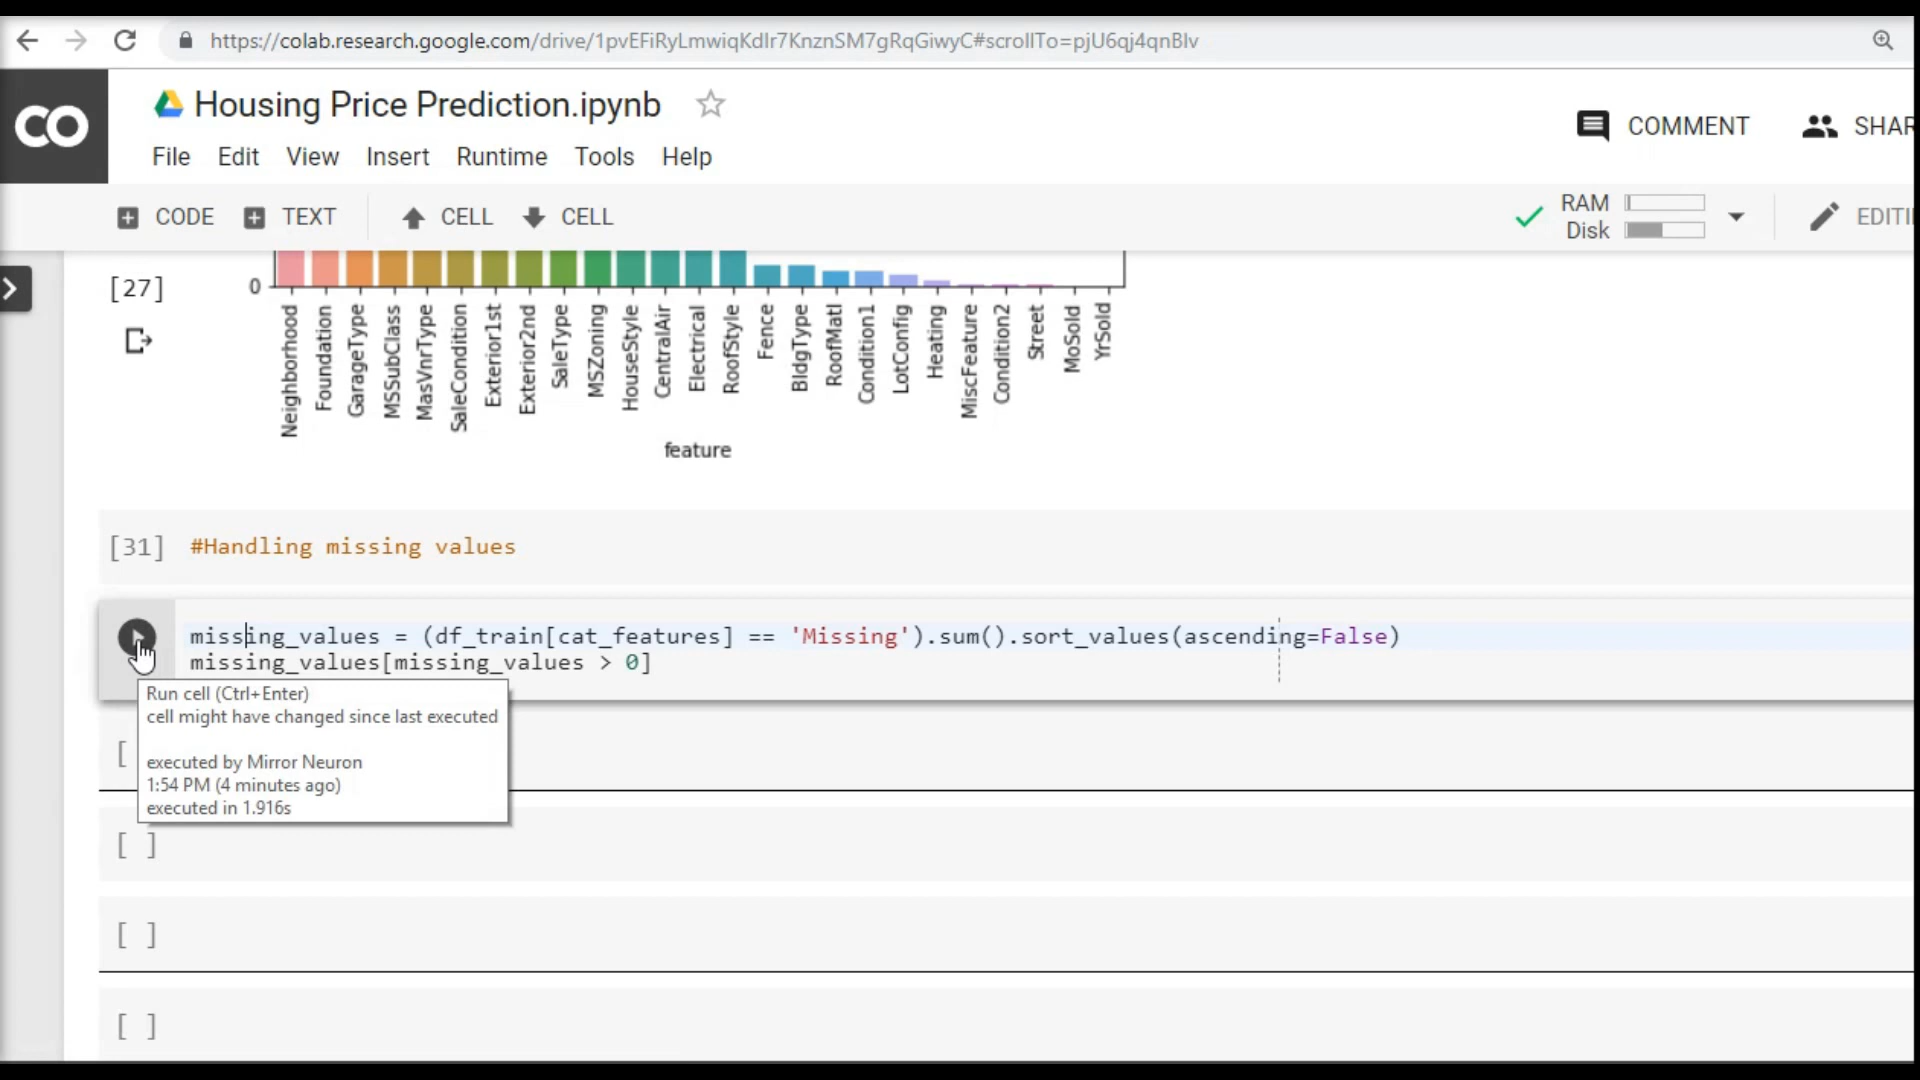 https://colab.research.google.com/drive/1pvEFiRyLmwiqKdIr7KnznSM7gRqGiwyC#scrollTo=pjU6qj4qnBIv
CO
Housing Price Prediction.ipynb
COMMENT
SHAR
File Edit View Insert Runtime Tools Help
CODE TEXT CELL CELL
RAM
Disk
EDITI
[27]
0
Neighborhood
Foundation
GarageType
MSSubClass
MasVnrType
SaleCondition
Exterior1st
Exterior2nd
SaleType
MSZoning
HouseStyle
CentralAir
Electrical
RoofStyle
Fence
BldgType
RoofMatl
Condition1
LotConfig
Heating
MiscFeature
Condition2
Street
MoSold
YrSold
feature
[31] #Handling missing values
missing_values = (df_train[cat_features] == 'Missing').sum().sort_values(ascending=False)
missing_values[missing_values > 0]
Run cell (Ctrl+Enter)
cell might have changed since last executed
executed by Mirror Neuron
1:54 PM (4 minutes ago)
executed in 1.916s
[
[ ]
[ ]
[ ]